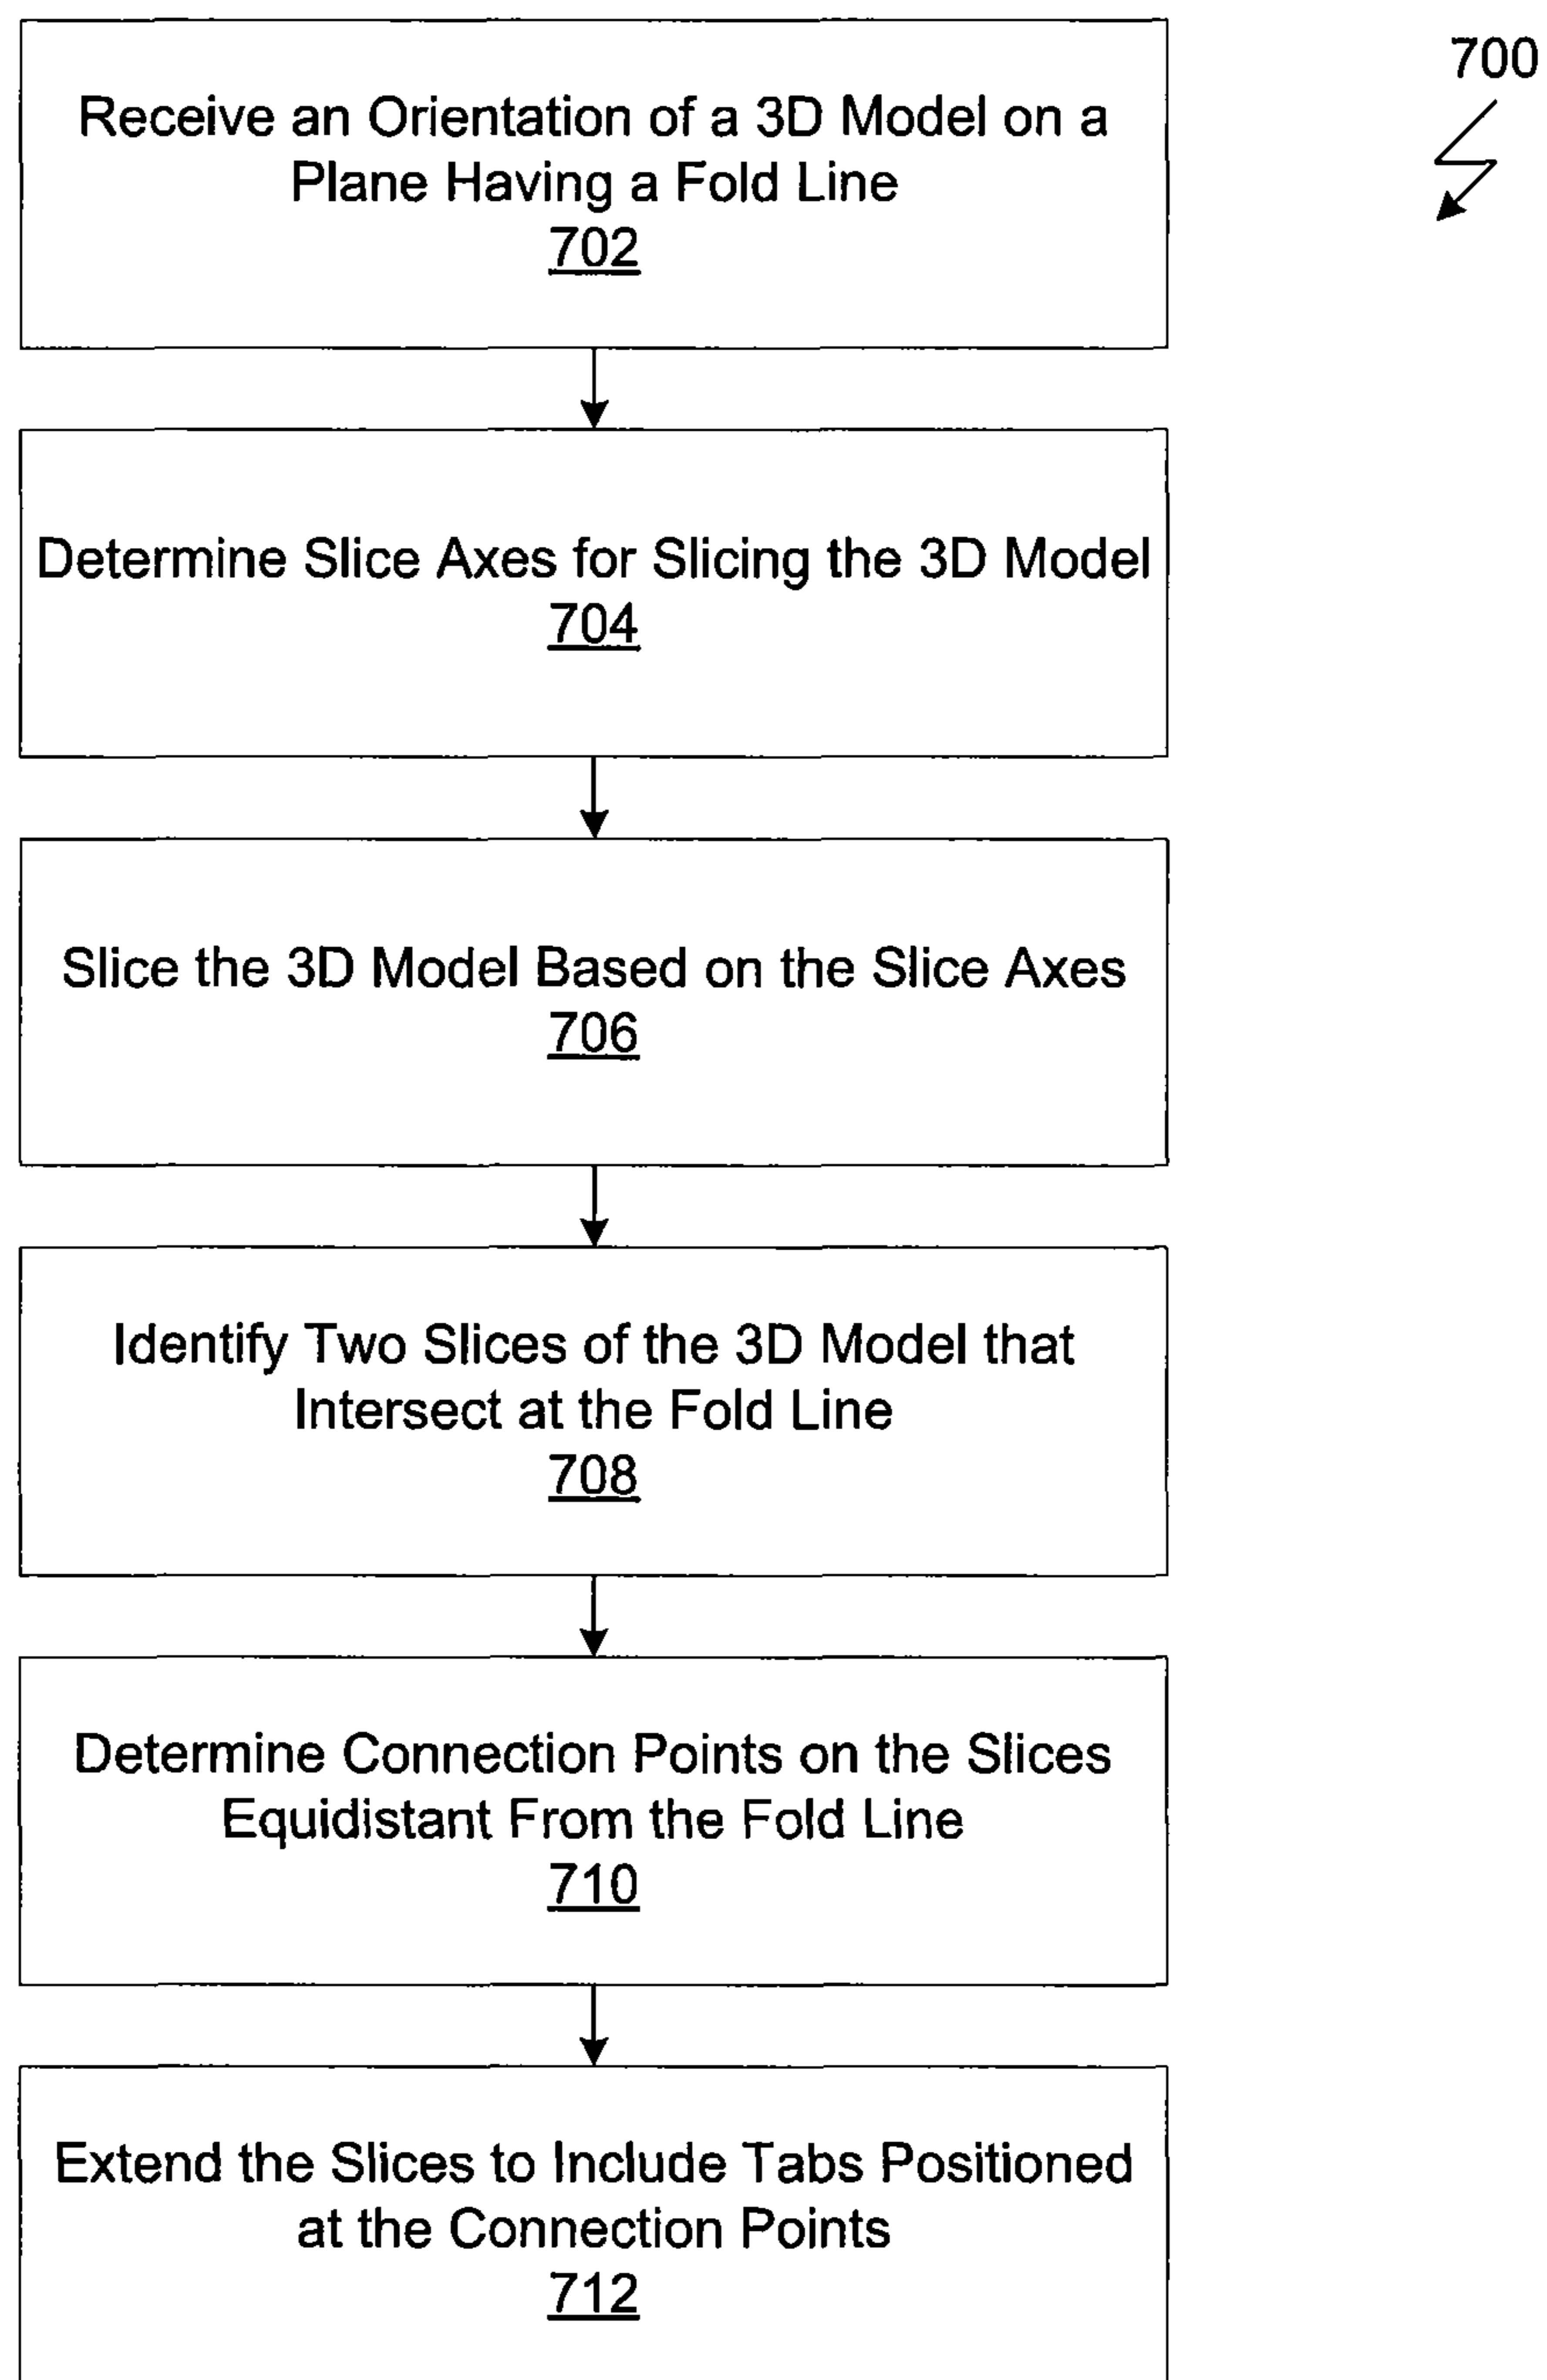 700
Receive an Orientation of a 3D Model on a
Plane Having a Fold Line
702
Determine Slice Axes for Slicing the 3D Model
704
Slice the 3D Model Based on the Slice Axes
706
Identify Two Slices of the 3D Model that
Intersect at the Fold Line
708
Determine Connection Points on the Slices
Equidistant From the Fold Line
710
Extend the Slices to Include Tabs Positioned
at the Connection Points
712